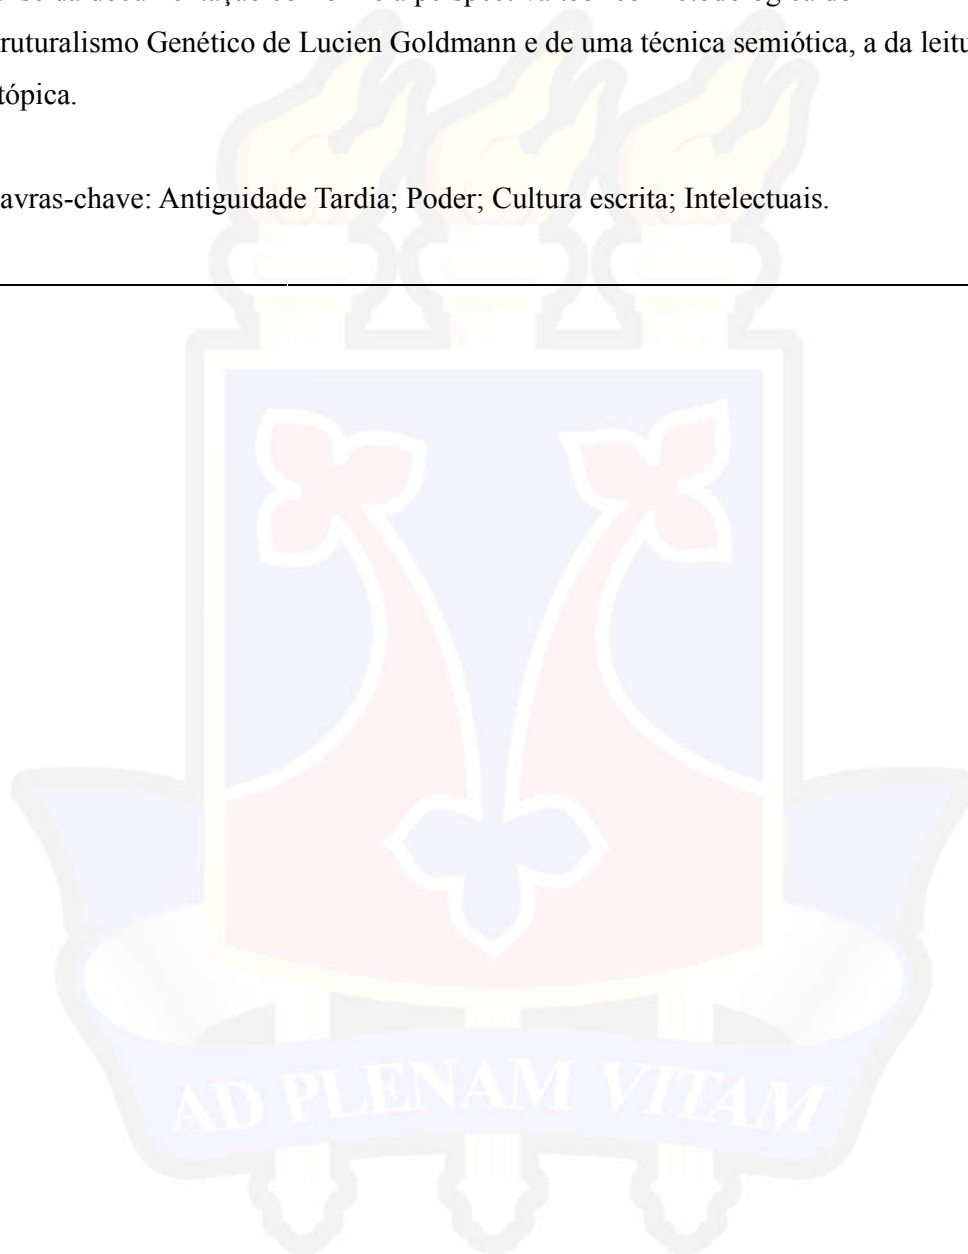 ruturalismo Genético de Lucien Goldmann e de uma técnica semiótica, a da leitu
tópica.
avras-chave: Antiguidade Tardia; Poder; Cultura escrita; Intelectuais.
AD PLENAM VITAM